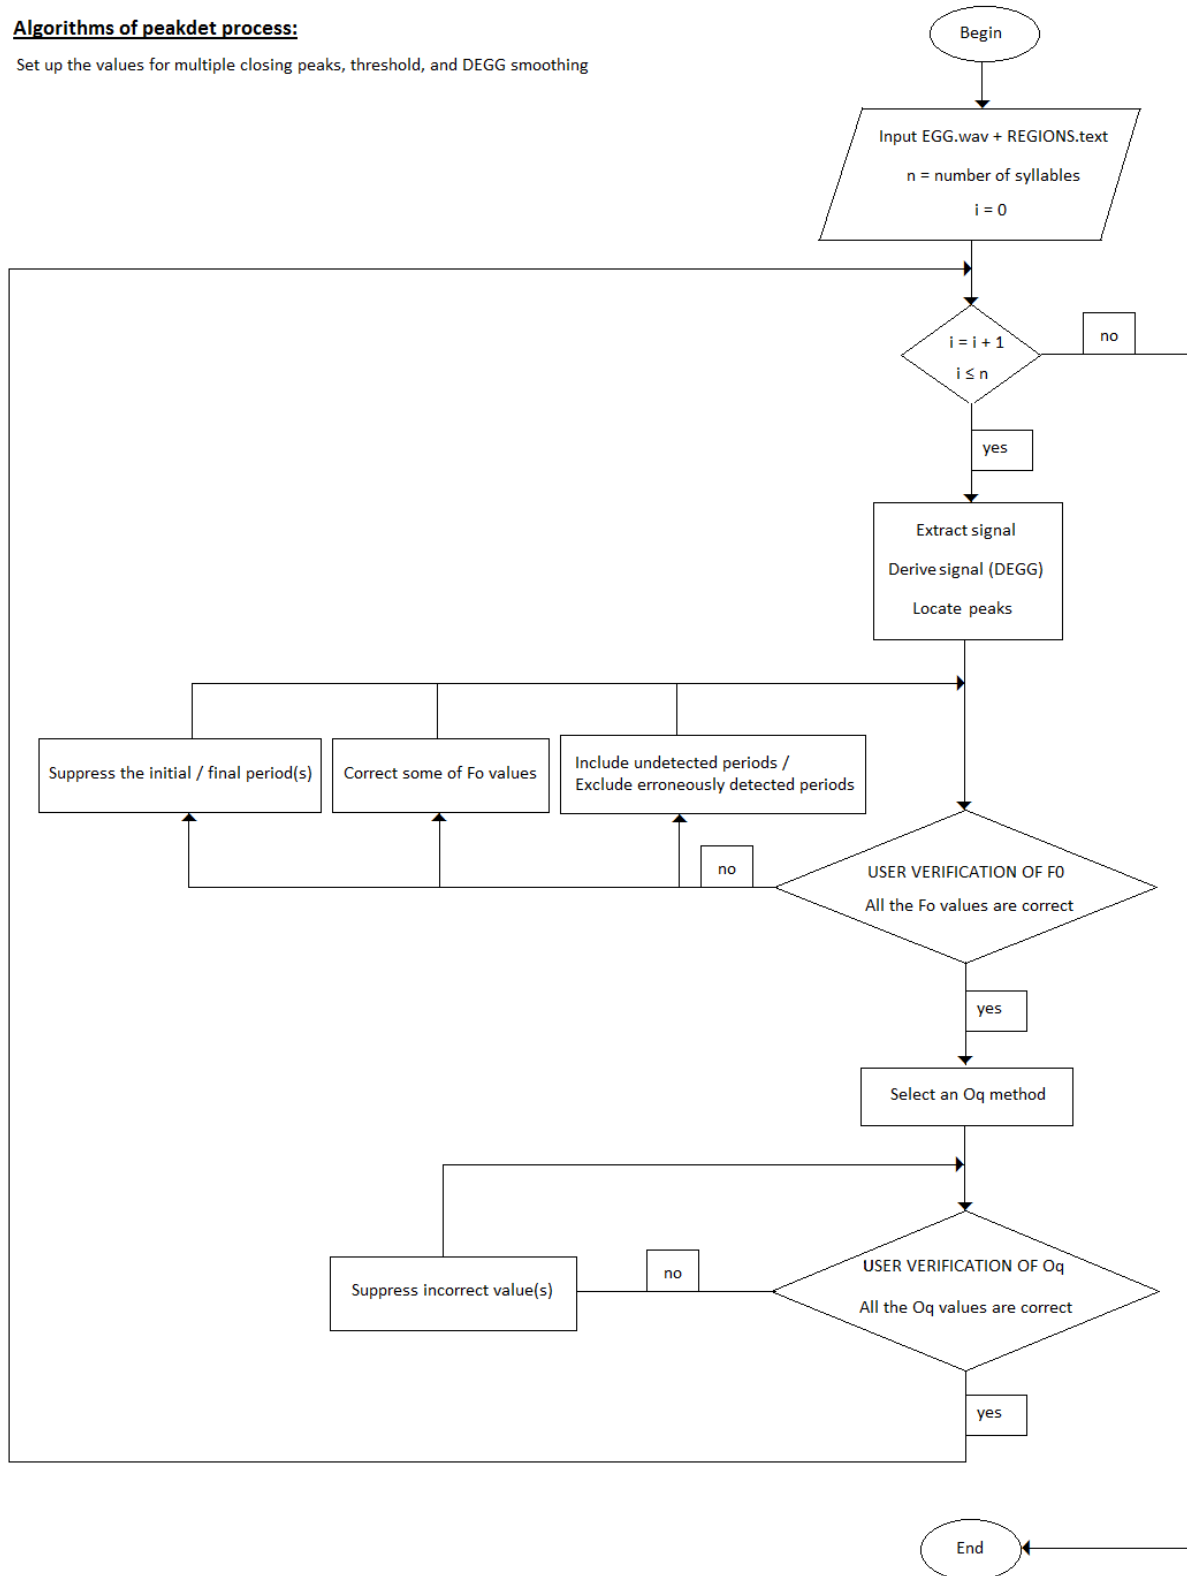 Algorithms of peakdet process:
Set up the values for multiple closing peaks, threshold, and DEGG smoothing
Begin
Input EGG.wav + REGIONS.text
n = number of syllables
i = 0
i = i + 1
i ≤ n
no
yes
Extract signal
Derive signal (DEGG)
Locate peaks
Suppress the initial / final period(s)
Correct some of Fo values
Include undetected periods /
Exclude erroneously detected periods
no
USER VERIFICATION OF F0
All the Fo values are correct
yes
Select an Oq method
USER VERIFICATION OF Oq
All the Oq values are correct
no
Suppress incorrect value(s)
yes
End